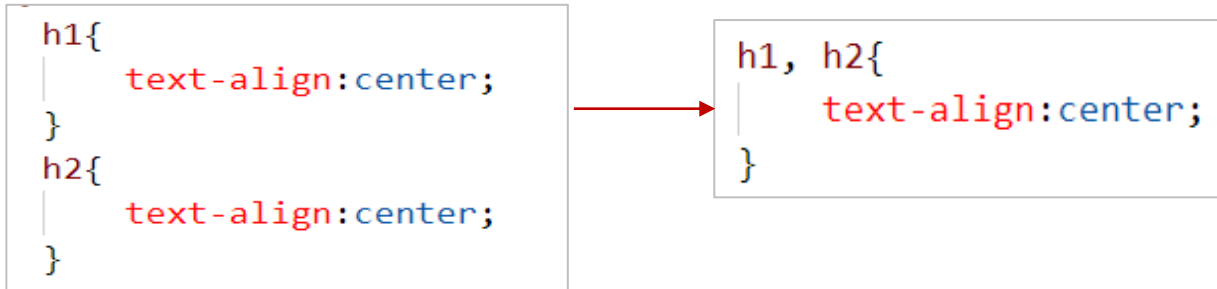 h1{
text-align:center;
}
h2{
text-align:center;
}
h1, h2{
text-align:center;
}